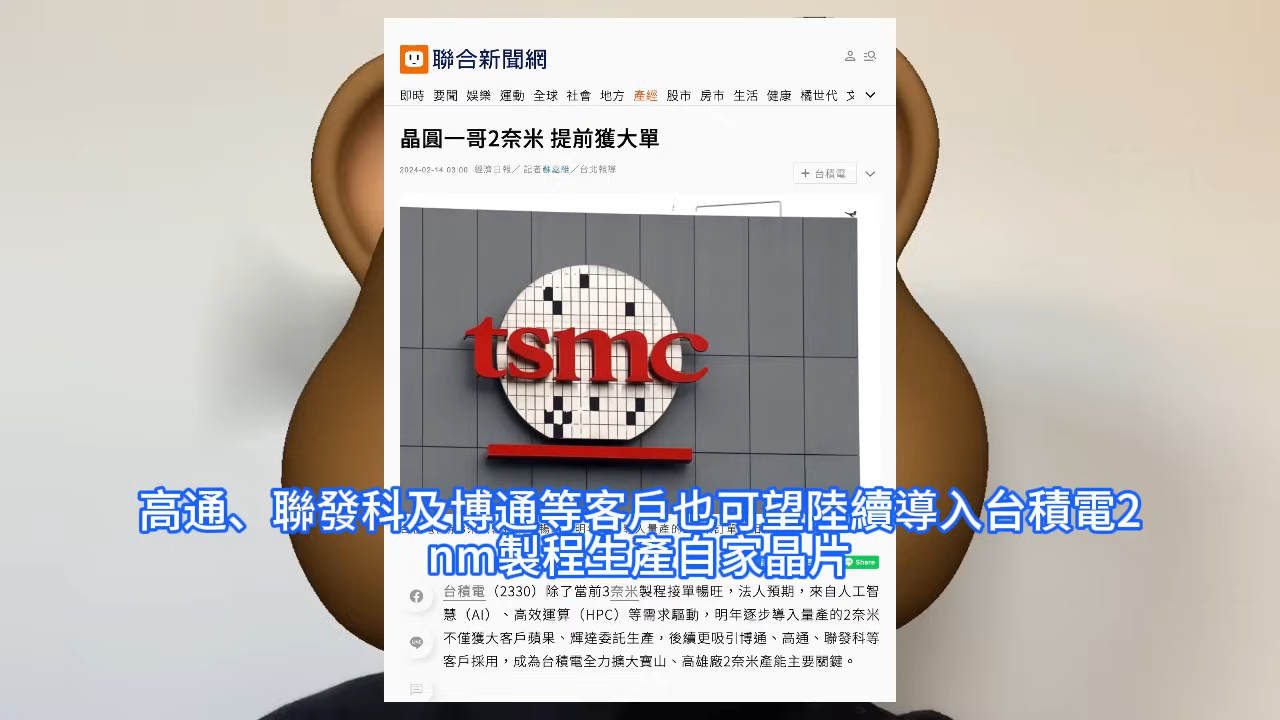 聯合新聞網
即時 要聞 娛樂 運動 全球 社會 地方 產經 股市 房市 生活 健康 橘世代
晶圓一哥2奈米 提前獲大單
2024-02-14 03:00 經濟日報／ 記者蘇嘉維／台北報導
+ 台積電
tsmc
高通、聯發科及博通等客戶也可望陸續導入台積電2
nm製程生產自家晶片
Share
台積電（2330）除了當前3奈米製程接單暢旺，法人預期，來自人工智
慧（AI）、高效運算（HPC）等需求驅動，明年逐步導入量產的2奈米
不僅獲大客戶蘋果、輝達委託生產，後續更吸引博通、高通、聯發科等
客戶採用，成為台積電全力擴大寶山、高雄廠2奈米產能主要關鍵。